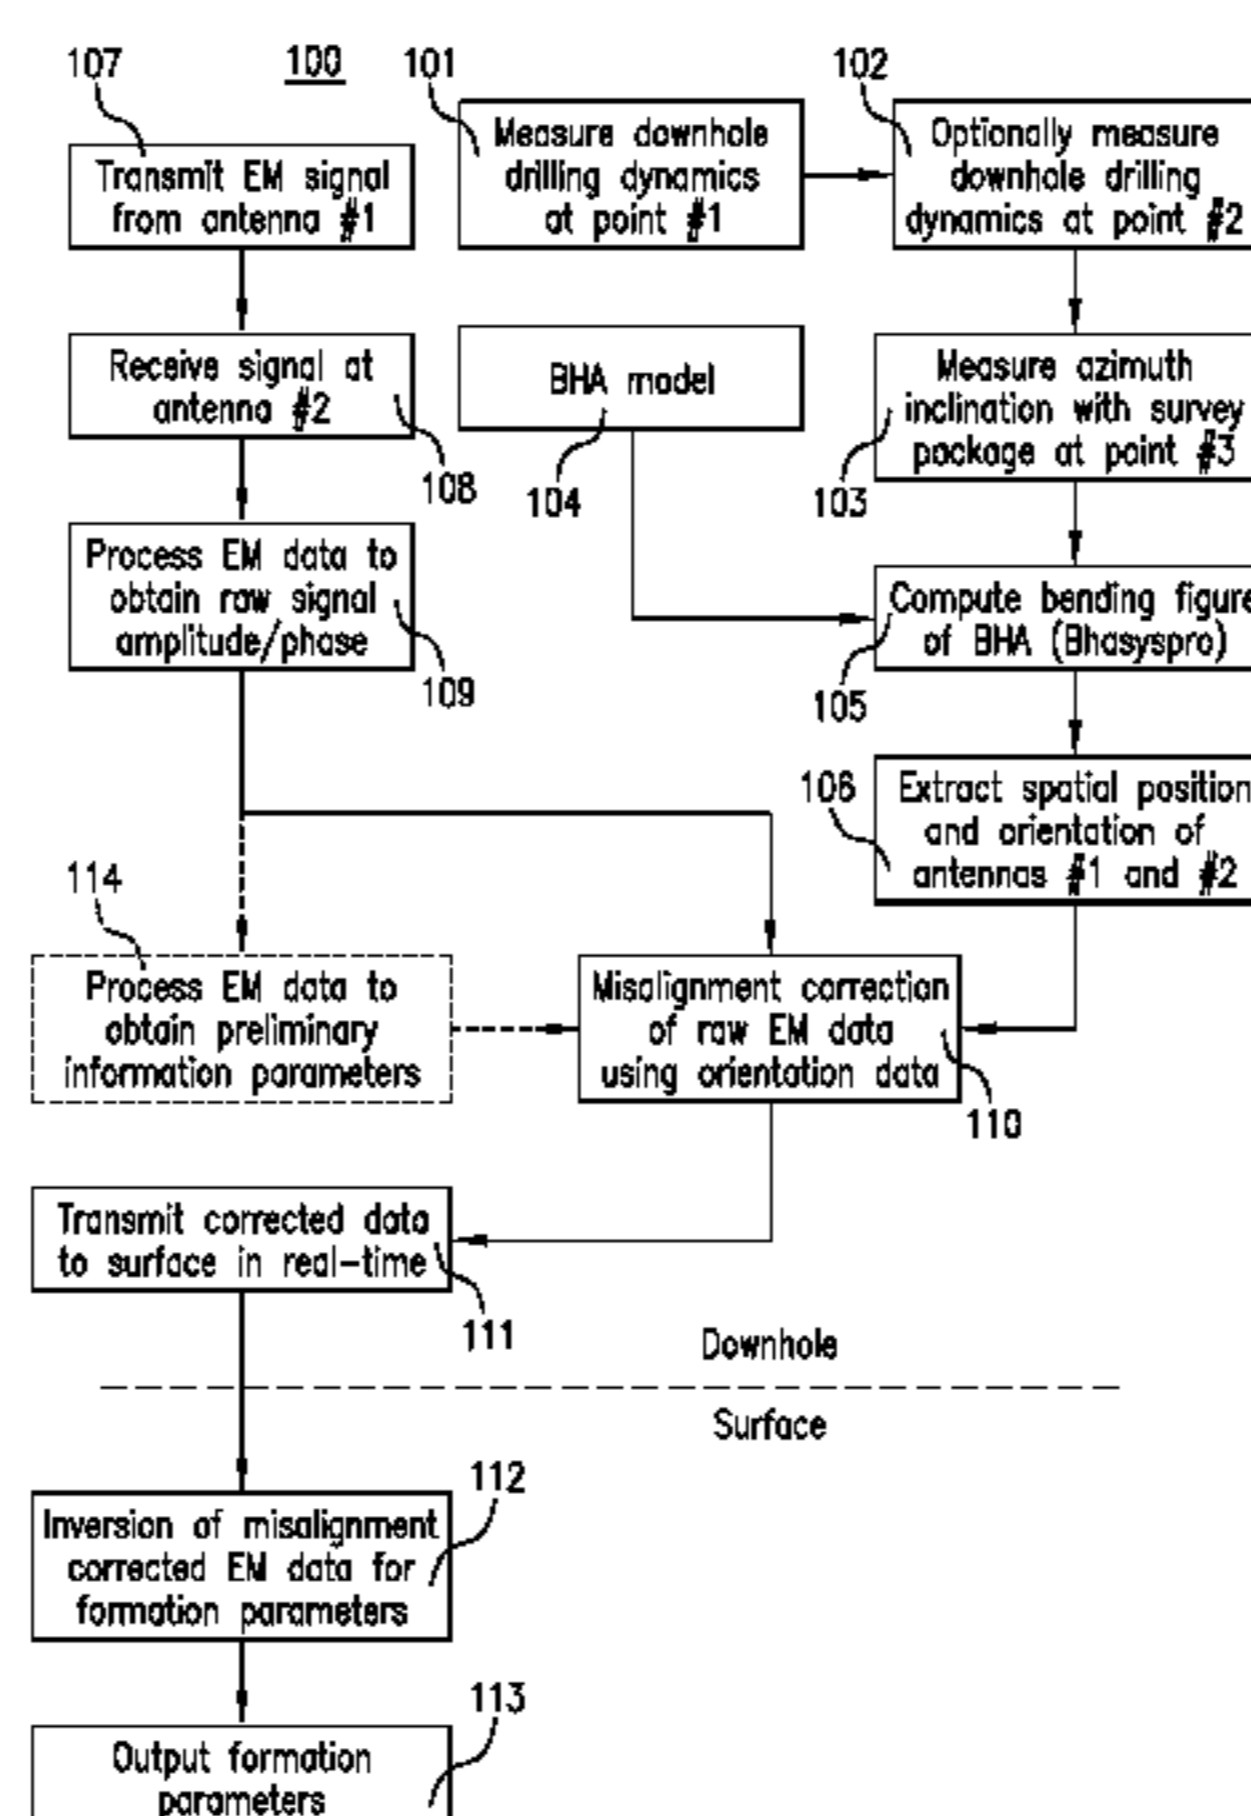 107
100
101
102
Transmit EM signal
from antenna #1
Measure downhole
drilling dynamics
at point #1
Optionally measure
downhole drilling
dynamics at point #2
Receive signal at
antenna #2
108
BHA model
104
Measure azimuth
inclination with survey
package at point #3
103
Process EM data to
obtain raw signal
amplitude/phase
109
Compute bending figure
of BHA (Bhasyspro)
105
106
Extract spatial position
and orientation of
antennas #1 and #2
114
Process EM data to
obtain preliminary
information parameters
Misalignment correction
of raw EM data
using orientation data
110
Transmit corrected data
to surface in real-time
111
Downhole
Surface
112
Inversion of misalignment
corrected EM data for
formation parameters
113
Output formation
parameters